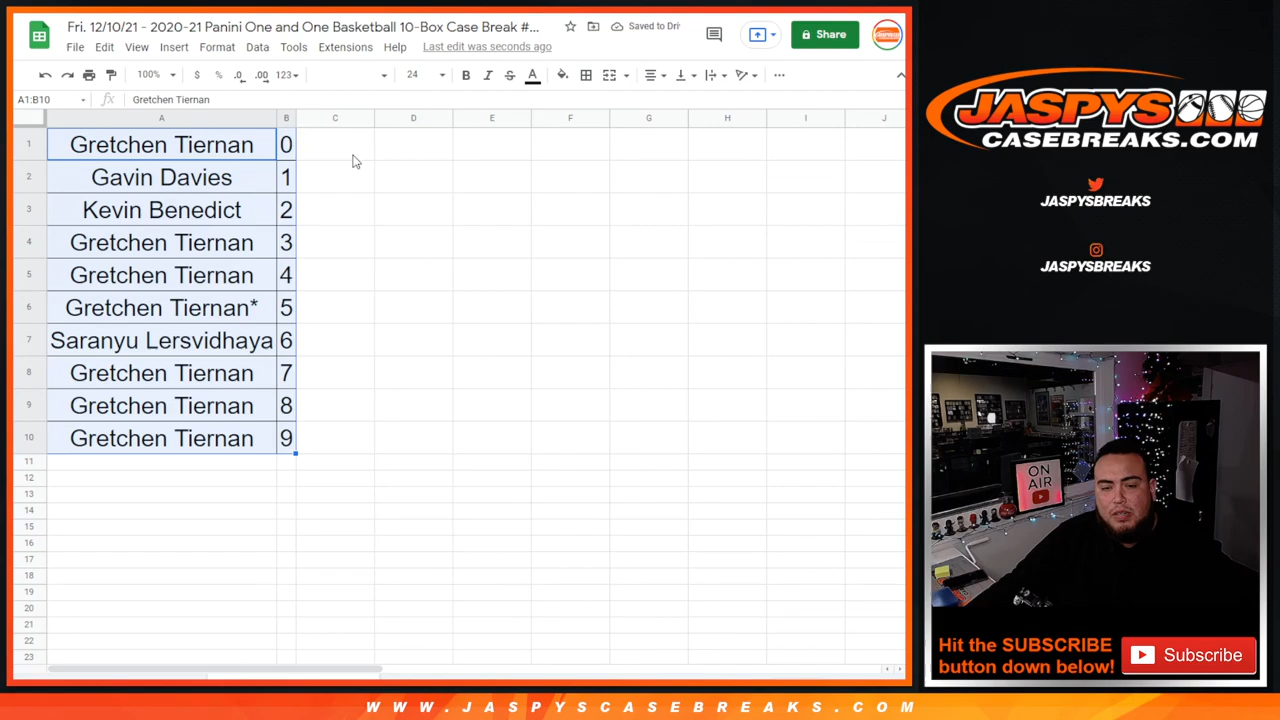 Fri. 12/10/21 - 2020-21 Panini One and One Basketball 10-Box Case Break #...
Saved to Dri
File Edit View Insert Format Data Tools Extensions Help Last edit was seconds ago
Share
100% $ % .0 .00 123 24 B I S A
A1:B10 fx Gretchen Tiernan
A B C D E F G H I J
1 Gretchen Tiernan 0
2 Gavin Davies 1
3 Kevin Benedict 2
4 Gretchen Tiernan 3
5 Gretchen Tiernan 4
6 Gretchen Tiernan* 5
7 Saranyu Lersvidhaya 6
8 Gretchen Tiernan 7
9 Gretchen Tiernan 8
10 Gretchen Tiernan 9
11
12
13
14
15
16
17
18
19
20
21
22
23
JASPYS
CASEBREAKS.COM
JASPYSBREAKS
JASPYSBREAKS
ON
AIR
Hit the SUBSCRIBE
button down below!
Subscribe
WWW.JASPYSCASEBREAKS.COM